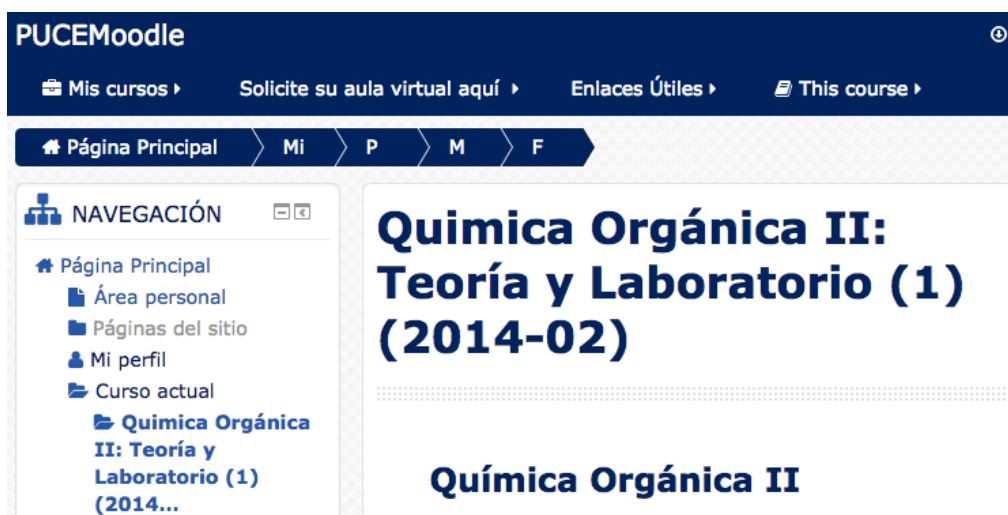 PUCEMoodle
Mis cursos
Solicite su aula virtual aquí
Enlaces Útiles
This course
Página Principal
Mi
P
M
F
NAVEGACIÓN
Página Principal
Área personal
Páginas del sitio
Mi perfil
Curso actual
Quimica Orgánica
II: Teoría y
Laboratorio (1)
(2014...
Quimica Orgánica II:
Teoría y Laboratorio (1)
(2014-02)
Química Orgánica II